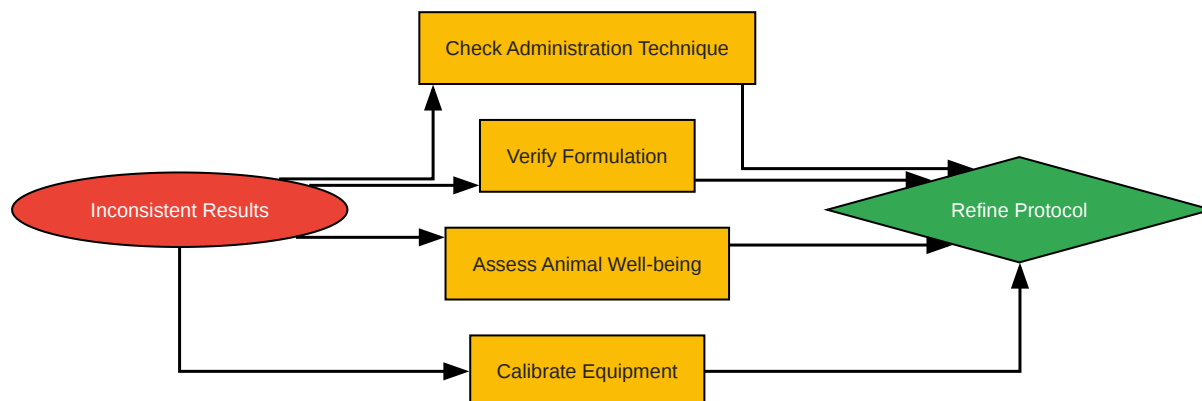 Check Administration Technique
Verify Formulation
Inconsistent Results
Refine Protocol
Assess Animal Well-being
Calibrate Equipment